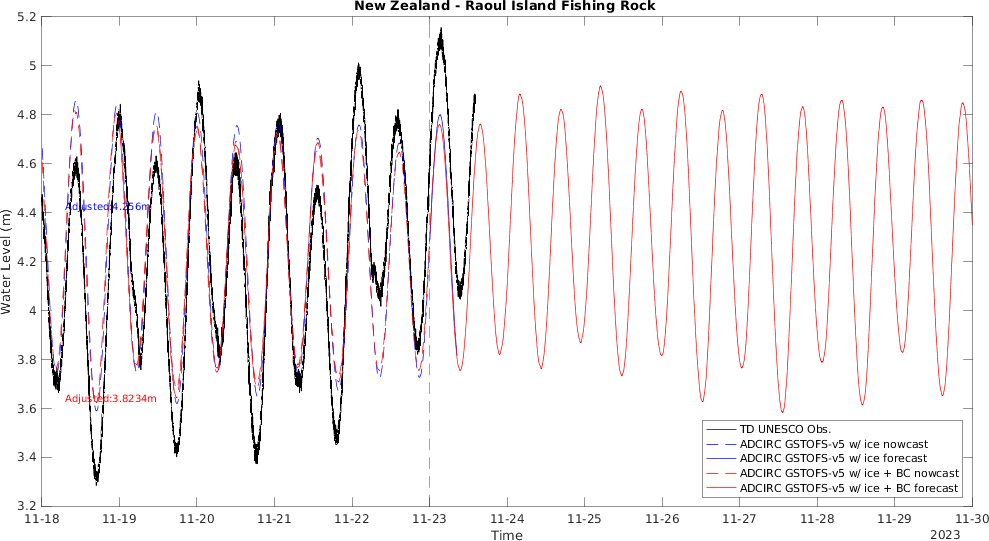 New Zealand - Raoul Island Fishing Rock
5.2
5
4.8
4.6
4.4
4.2
4
3.8
3.6
3.4
3.2
Water Level (m)
Adjusted:4.256m
Adjusted:3.8234m
TD UNESCO Obs.
ADCIRC GSTOFS-v5 w/ ice nowcast
ADCIRC GSTOFS-v5 w/ ice forecast
ADCIRC GSTOFS-v5 w/ ice + BC nowcast
ADCIRC GSTOFS-v5 w/ ice + BC forecast
11-18 11-19 11-20 11-21 11-22 11-23 11-24 11-25 11-26 11-27 11-28 11-29 11-30
Time
2023